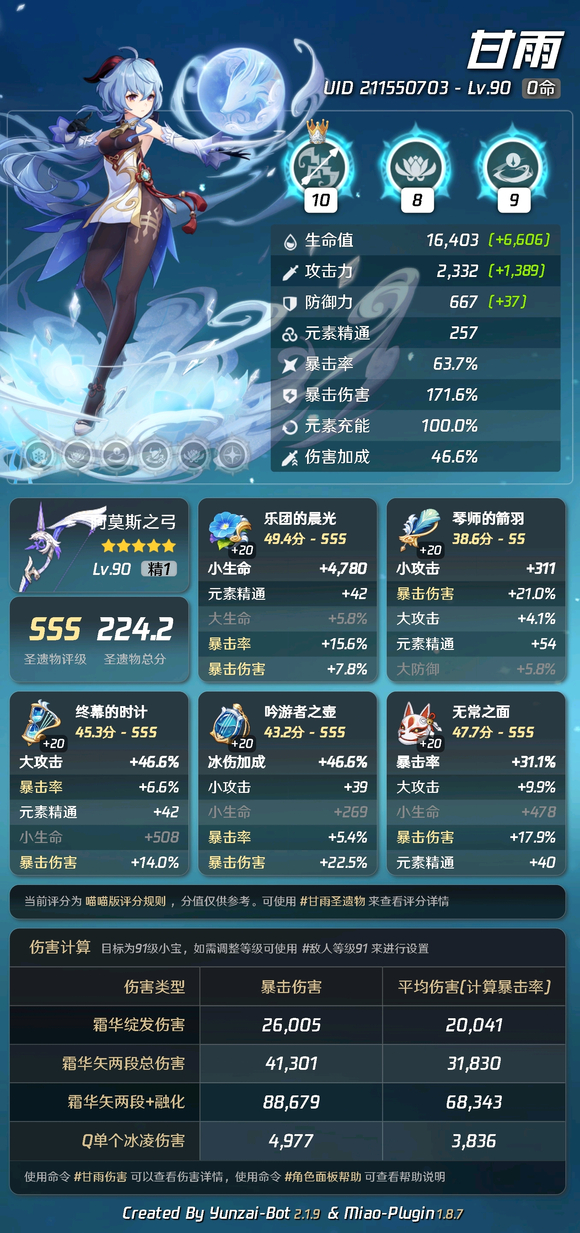 甘雨
UID 211550703 - Lv.90 0命
10 8 9
生命值 16,403 (+6,606)
攻击力 2,332 (+1,389)
防御力 667 (+37)
元素精通 257
暴击率 63.7%
暴击伤害 171.6%
元素充能 100.0%
伤害加成 46.6%
阿莫斯之弓
Lv.90 精1
SSS 224.2
圣遗物评级 圣遗物总分
乐团的晨光
49.4分 - SSS
+20
小生命 +4,780
元素精通 +42
大生命 +5.8%
暴击率 +15.6%
暴击伤害 +7.8%
琴师的箭羽
38.6分 - SS
+20
小攻击 +311
暴击伤害 +21.0%
大攻击 +4.1%
元素精通 +54
大防御 +5.8%
终幕的时计
45.3分 - SSS
+20
大攻击 +46.6%
暴击率 +6.6%
元素精通 +42
小生命 +508
暴击伤害 +14.0%
吟游者之壶
43.2分 - SSS
+20
冰伤加成 +46.6%
小攻击 +39
小生命 +269
暴击率 +5.4%
暴击伤害 +22.5%
无常之面
47.7分 - SSS
+20
暴击率 +31.1%
大攻击 +9.9%
小生命 +478
暴击伤害 +17.9%
元素精通 +40
当前评分为 喵喵版评分规则 ，分值仅供参考。可使用 #甘雨圣遗物 来查看评分详情
伤害计算 目标为91级小宝，如需调整等级可使用 #敌人等级91 来进行设置
伤害类型 暴击伤害 平均伤害(计算暴击率)
霜华绽发伤害 26,005 20,041
霜华矢两段总伤害 41,301 31,830
霜华矢两段+融化 88,679 68,343
Q单个冰凌伤害 4,977 3,836
使用命令 #甘雨伤害 可以查看伤害详情，使用命令 #角色面板帮助 可查看帮助说明
Created By Yunzai-Bot 2.1.9 & Miao-Plugin 1.8.7